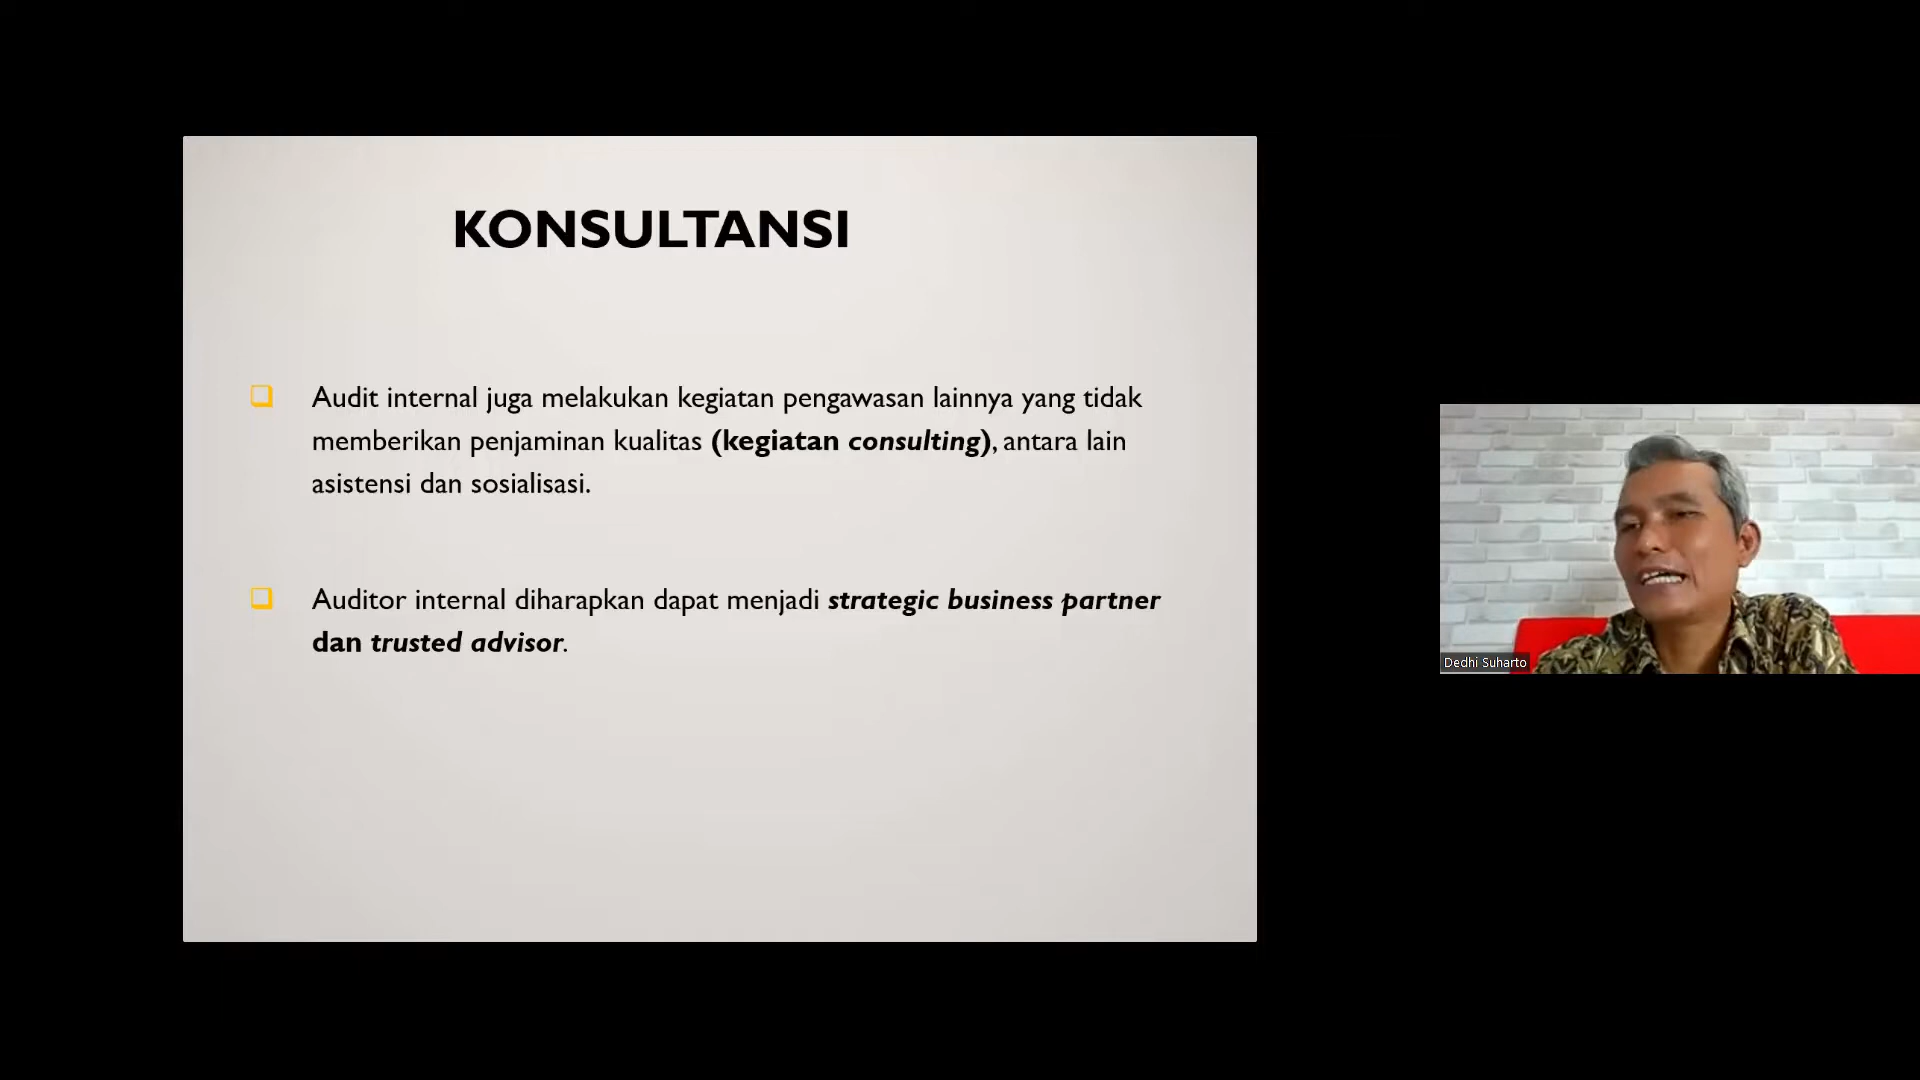 KONSULTANSI
Audit internal juga melakukan kegiatan pengawasan lainnya yang tidak
memberikan penjaminan kualitas (kegiatan consulting), antara lain
asistensi dan sosialisasi.
Auditor internal diharapkan dapat menjadi strategic business partner
dan trusted advisor.
Dedhi Suharto